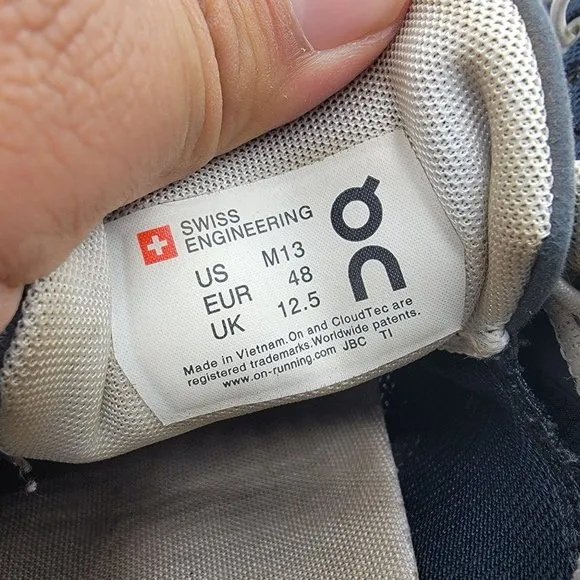 SWISS
ENGINEERING
US M13
EUR 48
UK 12.5
On
Made in Vietnam.On and CloudTec are
registered trademarks.Worldwide patents.
www.on-running.com JBC TI